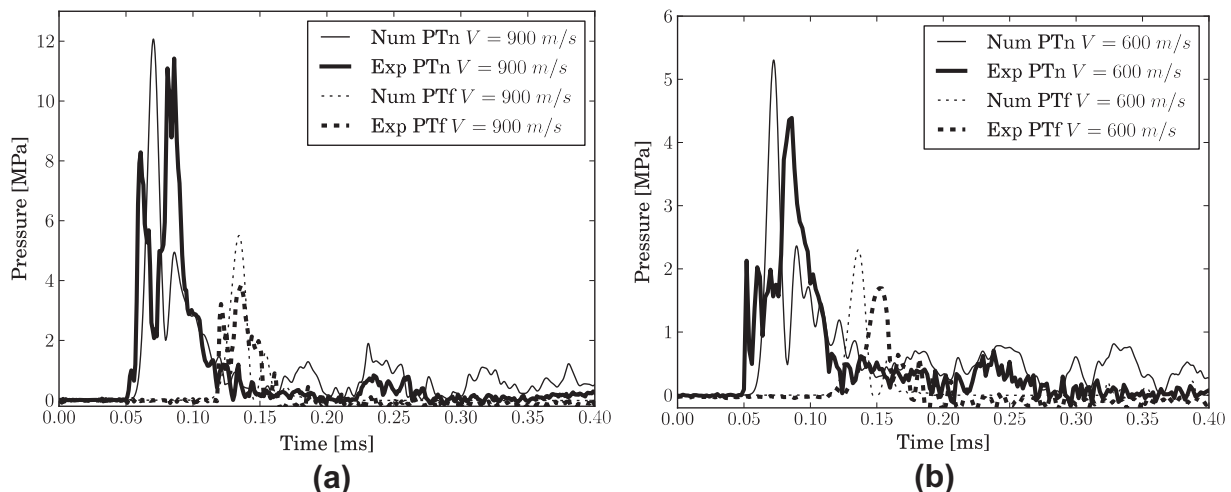 Num PTn V = 900 m/s
Exp PTn V = 900 m/s
Num PTf V = 900 m/s
Exp PTf V = 900 m/s
12
10
8
6
4
2
0
Pressure [MPa]
0.00 0.05 0.10 0.15 0.20 0.25 0.30 0.35 0.40
Time [ms]
(a)
Num PTn V = 600 m/s
Exp PTn V = 600 m/s
Num PTf V = 600 m/s
Exp PTf V = 600 m/s
6
5
4
3
2
1
0
Pressure [MPa]
0.00 0.05 0.10 0.15 0.20 0.25 0.30 0.35 0.40
Time [ms]
(b)